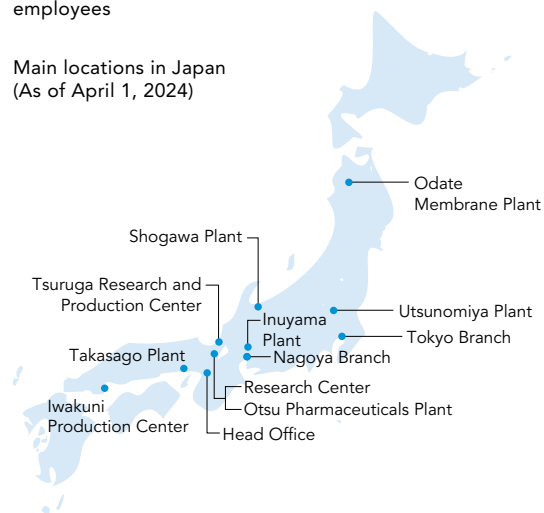 employees
Main locations in Japan
(As of April 1, 2024)
Odate
Membrane Plant
Shogawa Plant
Tsuruga Research and
Production Center
Inuyama
Plant
Utsunomiya Plant
Tokyo Branch
Takasago Plant
Nagoya Branch
Research Center
Iwakuni
Production Center
Otsu Pharmaceuticals Plant
Head Office